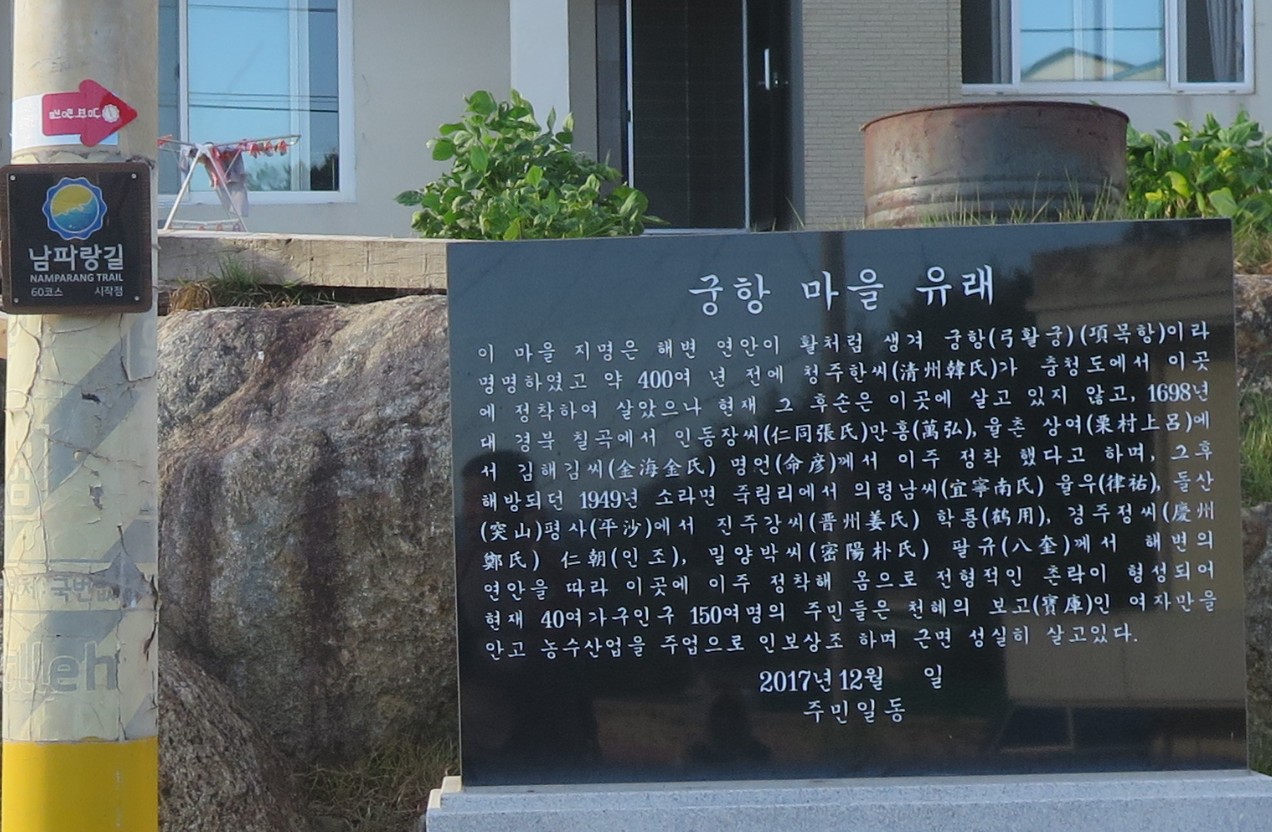 남파랑길
NAMPARANG TRAIL
60코스 시작점
궁항 마을 유래
이 마을 지명은 해변 연안이 활처럼 생겨 궁항(弓활궁)(項목항)이라
명명하였고 약 400여 년 전에 청주한씨(清州韓氏)가 충청도에서 이곳
에 정착하여 살았으나 현재 그 후손은 이곳에 살고 있지 않고, 1698년
대 경북 칠곡에서 인동장씨(仁同張氏)만홍(萬弘), 율촌 상여(栗村上呂)에
서 김해김씨(金海金氏) 명언(命彦)께서 이주 정착 했다고 하며, 그후
해방되던 1949년 소라면 죽림리에서 의령남씨(宜寧南氏) 율우(律祐), 돌산
(突山)평사(平沙)에서 진주강씨(晋州姜氏) 학룡(鶴用), 경주정씨(慶州
鄭氏) 仁朝(인조), 밀양박씨(密陽朴氏) 팔규(八奎)께서 해변의
연안을 따라 이곳에 이주 정착해 옴으로 전형적인 촌락이 형성되어
현재 40여가구인구 150여명의 주민들은 천혜의 보고(寶庫)인 여자만을
안고 농수산업을 주업으로 인보상조 하며 근면 성실히 살고있다.
2017년 12월 일
주민일동